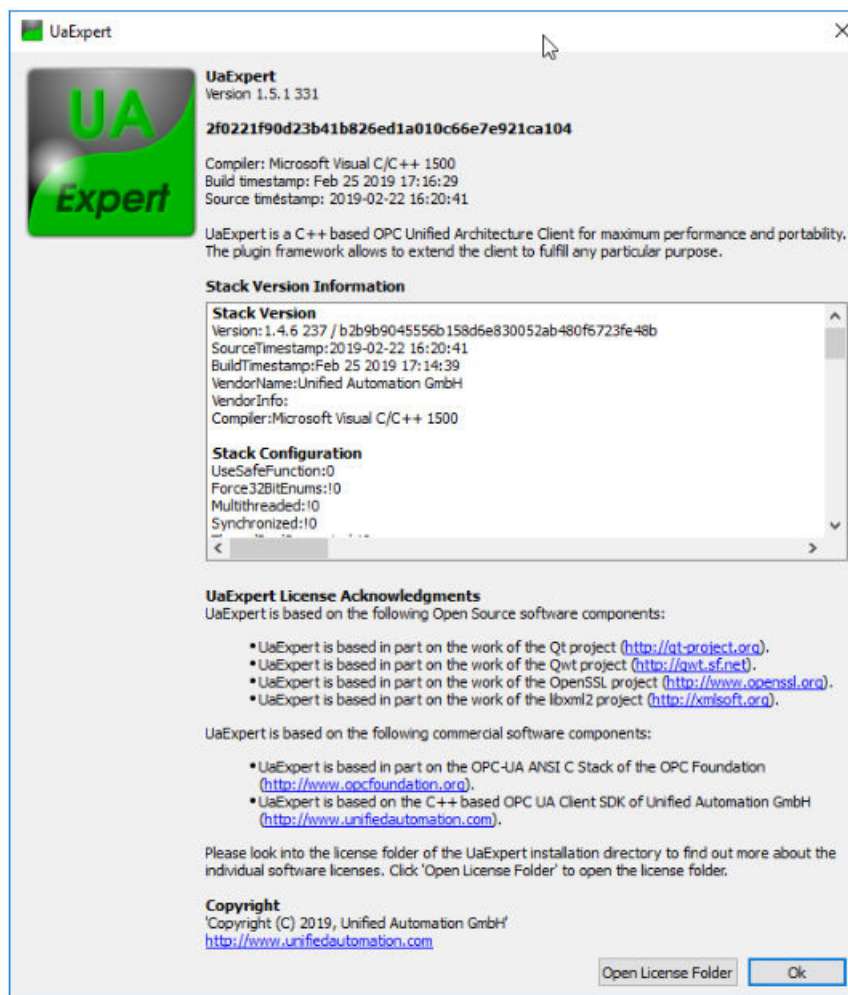 UaExpert
UA
Expert
UaExpert
Version 1.5.1 331
2f0221f90d23b41b826ed1a010c66e7e921ca104
Compiler: Microsoft Visual C/C++ 1500
Build timestamp: Feb 25 2019 17:16:29
Source timestamp: 2019-02-22 16:20:41
UaExpert is a C++ based OPC Unified Architecture Client for maximum performance and portability.
The plugin framework allows to extend the client to fulfill any particular purpose.
Stack Version Information
Stack Version
Version:1.4.6 237 / b2b9b9045556b158d6e830052ab480f6723fe48b
SourceTimestamp:2019-02-22 16:20:41
BuildTimestamp:Feb 25 2019 17:14:39
VendorName:Unified Automation GmbH
VendorInfo:
Compiler:Microsoft Visual C/C++ 1500
Stack Configuration
UseSafeFunction:0
Force32BitEnums:!0
Multithreaded:!0
Synchronized:!0
UaExpert License Acknowledgments
UaExpert is based on the following Open Source software components:
•UaExpert is based in part on the work of the Qt project (http://qt-project.org).
•UaExpert is based in part on the work of the Qwt project (http://qwt.sf.net).
•UaExpert is based in part on the work of the OpenSSL project (http://www.openssl.org).
•UaExpert is based in part on the work of the libxml2 project (http://xmlsoft.org).
UaExpert is based on the following commercial software components:
•UaExpert is based in part on the OPC-UA ANSI C Stack of the OPC Foundation
(http://www.opcfoundation.org).
•UaExpert is based on the C++ based OPC UA Client SDK of Unified Automation GmbH
(http://www.unifiedautomation.com).
Please look into the license folder of the UaExpert installation directory to find out more about the
individual software licenses. Click 'Open License Folder' to open the license folder.
Copyright
'Copyright (C) 2019, Unified Automation GmbH'
http://www.unifiedautomation.com
Open License Folder
Ok